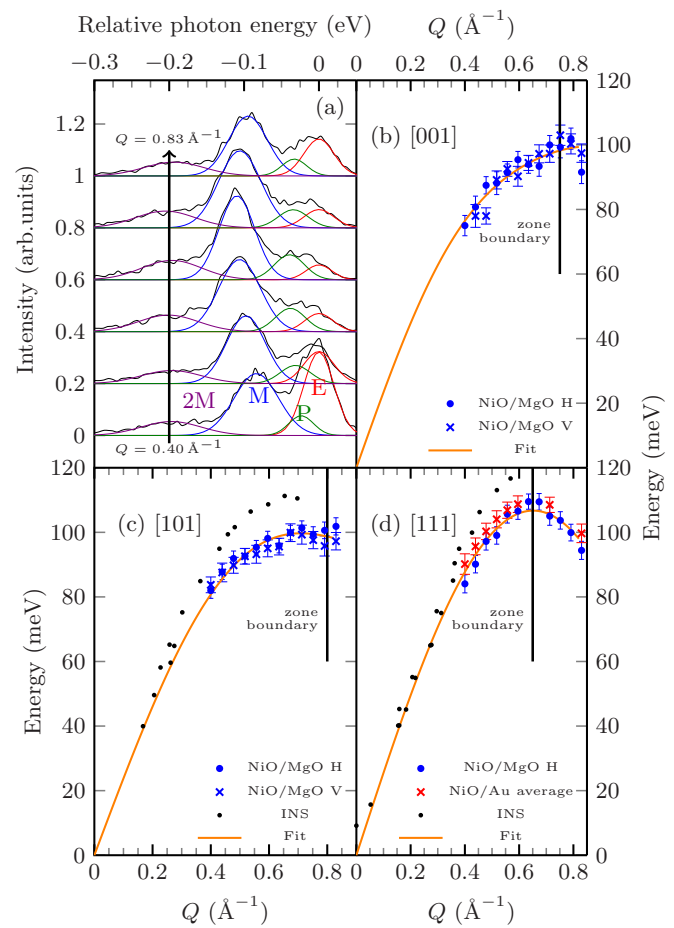 Relative photon energy (eV)
−0.3 −0.2 −0.1 0
Q (Å⁻¹)
0 0.2 0.4 0.6 0.8
Intensity (arb.units)
1.2
1
0.8
0.6
0.4
0.2
0
(a)
Q = 0.83 Å⁻¹
2M
M
P
E
Q = 0.40 Å⁻¹
(b) [001]
zone
boundary
NiO/MgO H
NiO/MgO V
Fit
120
100
80
60
40
20
Energy (meV)
120
100
80
60
40
20
0
Energy (meV)
(c) [101]
zone
boundary
NiO/MgO H
NiO/MgO V
INS
Fit
0 0.2 0.4 0.6 0.8
Q (Å⁻¹)
(d) [111]
zone
boundary
NiO/MgO H
NiO/Au average
INS
Fit
100
80
60
40
20
0
0 0.2 0.4 0.6 0.8
Q (Å⁻¹)